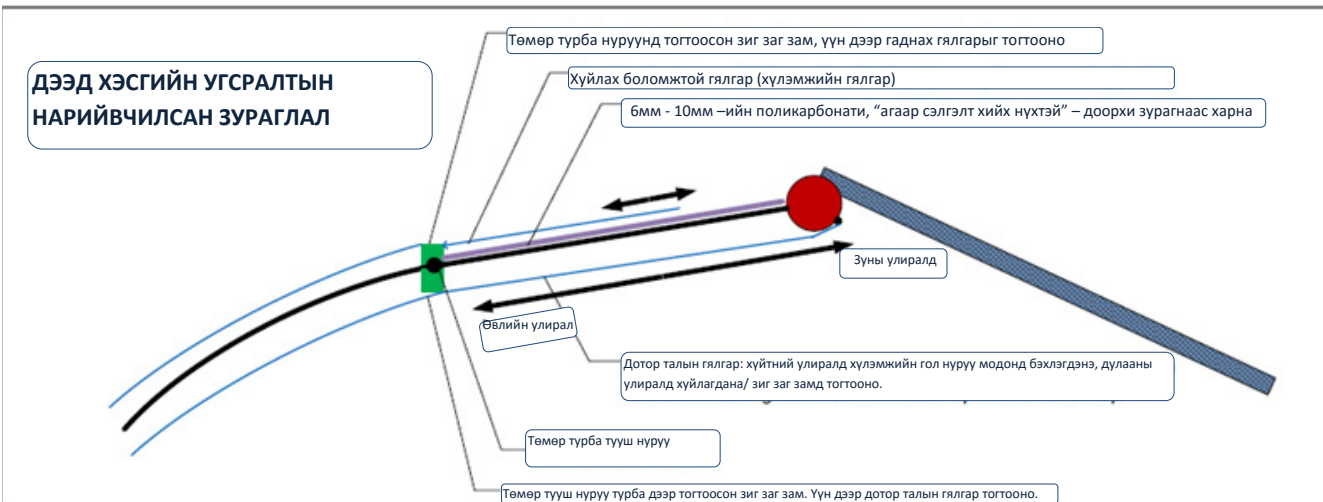 Төмөр турба нуруунд тогтоосон зиг заг зам, үүн дээр гаднах гялгарыг тогтооно
ДЭЭД ХЭСГИЙН УГСРАЛТЫН
НАРИЙВЧИЛСАН ЗУРАГЛАЛ
Хуйлах боломжтой гялгар (хүлэмжийн гялгар)
6мм - 10мм –ийн поликарбонати, “агаар сэлгэлт хийх нүхтэй” – доорхи зурагнаас харна
Зуны улиралд
Өвлийн улирал
Дотор талын гялгар: хүйтний улиралд хүлэмжийн гол нуруу модонд бэхлэгдэнэ, дулааны
улиралд хуйлагдана/ зиг заг замд тогтооно.
Төмөр турба тууш нуруу
Төмөр тууш нуруу турба дээр тогтоосон зиг заг зам. Үүн дээр дотор талын гялгар тогтооно.